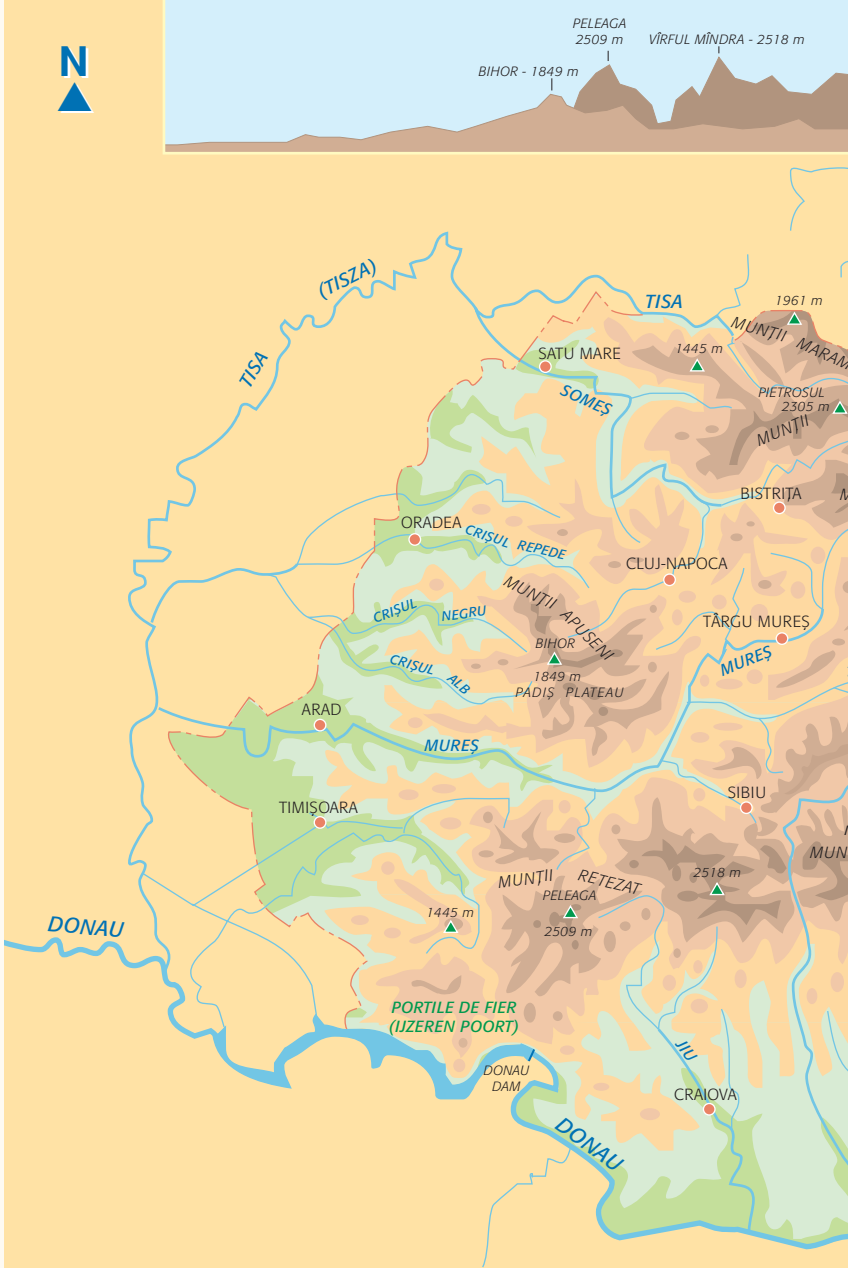 N
PELEAGA
2509 m
VÎRFUL MÎNDRA - 2518 m
BIHOR - 1849 m
(TISZA)
TISA
1961 m
MUNȚII MARAM
TISA
SATU MARE
1445 m
SOMEȘ
PIETROSUL
2305 m
MUNȚII
BISTRIȚA
M
ORADEA
CRIȘUL REPEDE
CLUJ-NAPOCA
MUNȚII APUSENI
CRIȘUL NEGRU
TÂRGU MUREȘ
BIHOR
1849 m
PADIȘ PLATEAU
CRIȘUL ALB
MUREȘ
ARAD
MUREȘ
TIMIȘOARA
SIBIU
MUN
MUNȚII RETEZAT
2518 m
PELEAGA
2509 m
1445 m
DONAU
PORTILE DE FIER
(IJZEREN POORT)
JIU
DONAU
DAM
CRAIOVA
DONAU